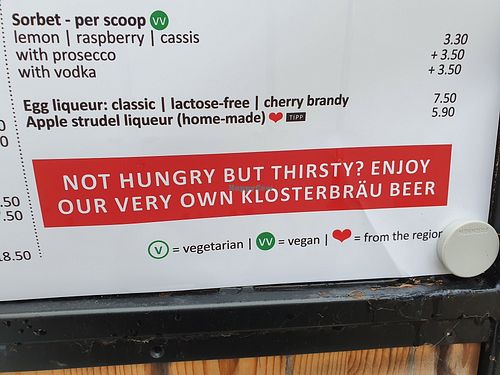 Sorbet - per scoop VV
lemon | raspberry | cassis 3.30
with prosecco + 3.50
with vodka + 3.50
Egg liqueur: classic | lactose-free | cherry brandy 7.50
Apple strudel liqueur (home-made) ❤ TIPP 5.90
NOT HUNGRY BUT THIRSTY? ENJOY
OUR VERY OWN KLOSTERBRÄU BEER
V = vegetarian | VV = vegan | ❤ = from the region
.50
.50
18.50